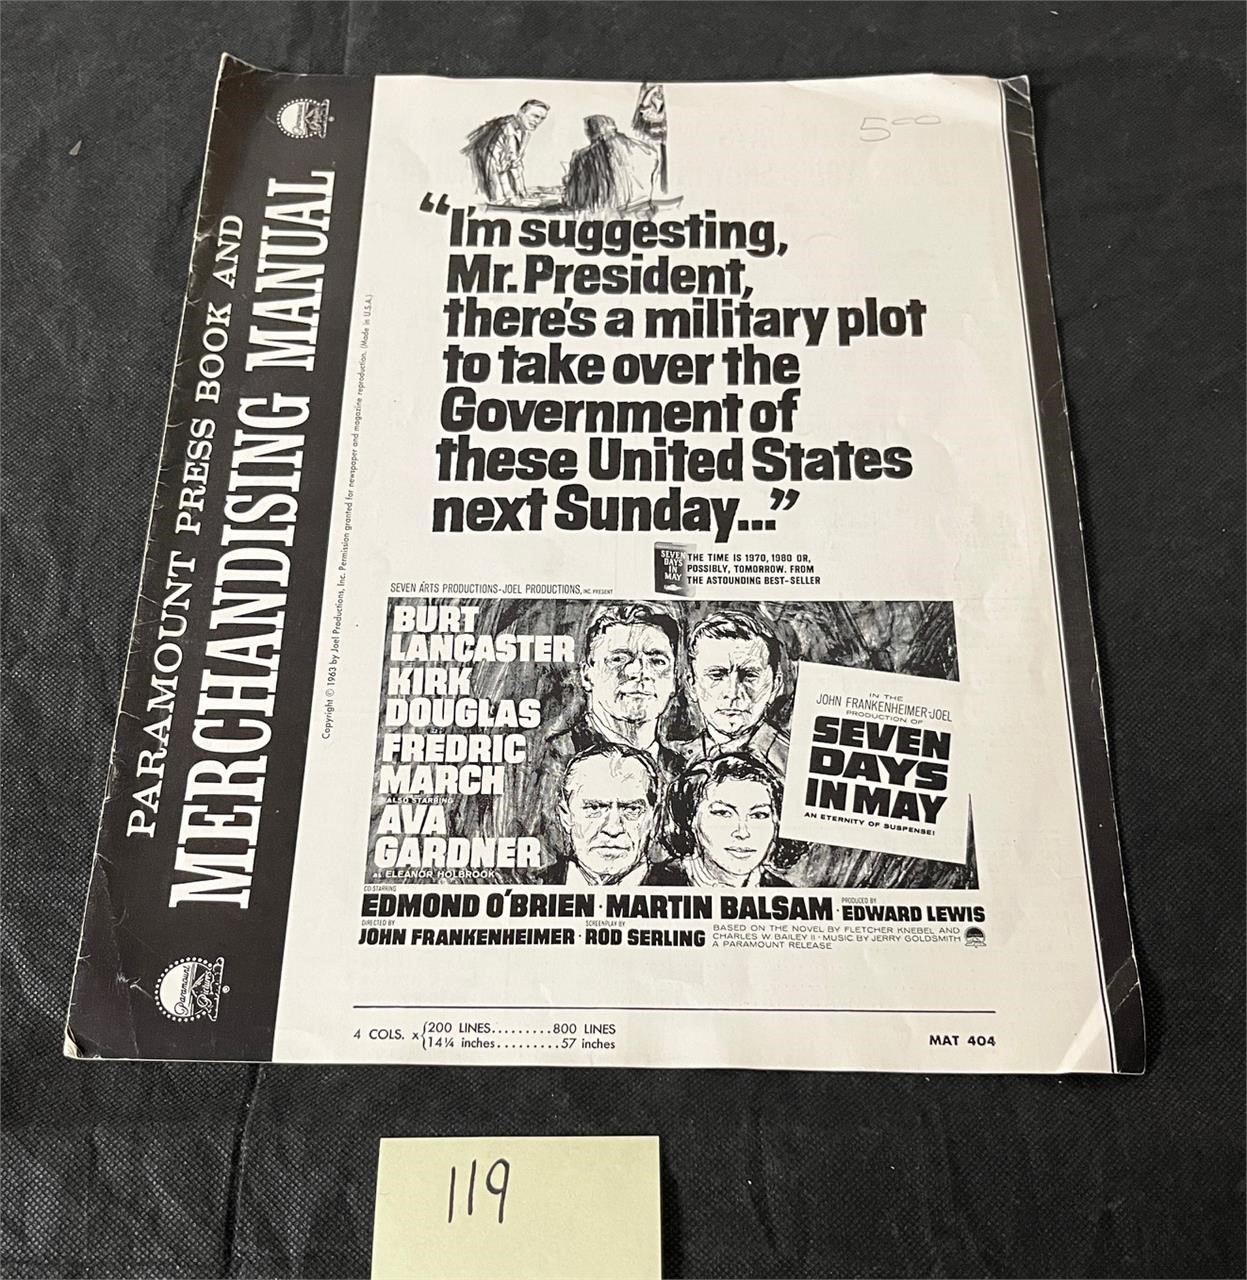 PARAMOUNT PRESS BOOK AND
MERCHANDISING MANUAL
Paramount
Pictures
Copyright © 1963 by Joel Productions, Inc. Permission granted for newspaper and magazine reproduction. (Made in U.S.A.)
5 00
“I'm suggesting,
Mr. President,
there's a military plot
to take over the
Government of
these United States
next Sunday...”
SEVEN
DAYS
IN
MAY
THE TIME IS 1970, 1980 OR,
POSSIBLY, TOMORROW. FROM
THE ASTOUNDING BEST-SELLER
SEVEN ARTS PRODUCTIONS-JOEL PRODUCTIONS, INC. PRESENT
BURT
LANCASTER
KIRK
DOUGLAS
FREDRIC
MARCH
ALSO STARRING
AVA
GARDNER
AS ELEANOR HOLBROOK
IN THE
JOHN FRANKENHEIMER-JOEL
PRODUCTION OF
SEVEN
DAYS
IN MAY
AN ETERNITY OF SUSPENSE!
CO-STARRING
EDMOND O'BRIEN · MARTIN BALSAM · PRODUCED BY EDWARD LEWIS
DIRECTED BY JOHN FRANKENHEIMER · SCREENPLAY BY ROD SERLING
BASED ON THE NOVEL BY FLETCHER KNEBEL AND
CHARLES W. BAILEY II · MUSIC BY JERRY GOLDSMITH
A PARAMOUNT RELEASE
4 COLS. x {200 LINES.........800 LINES
{14¼ inches.........57 inches
MAT 404
119